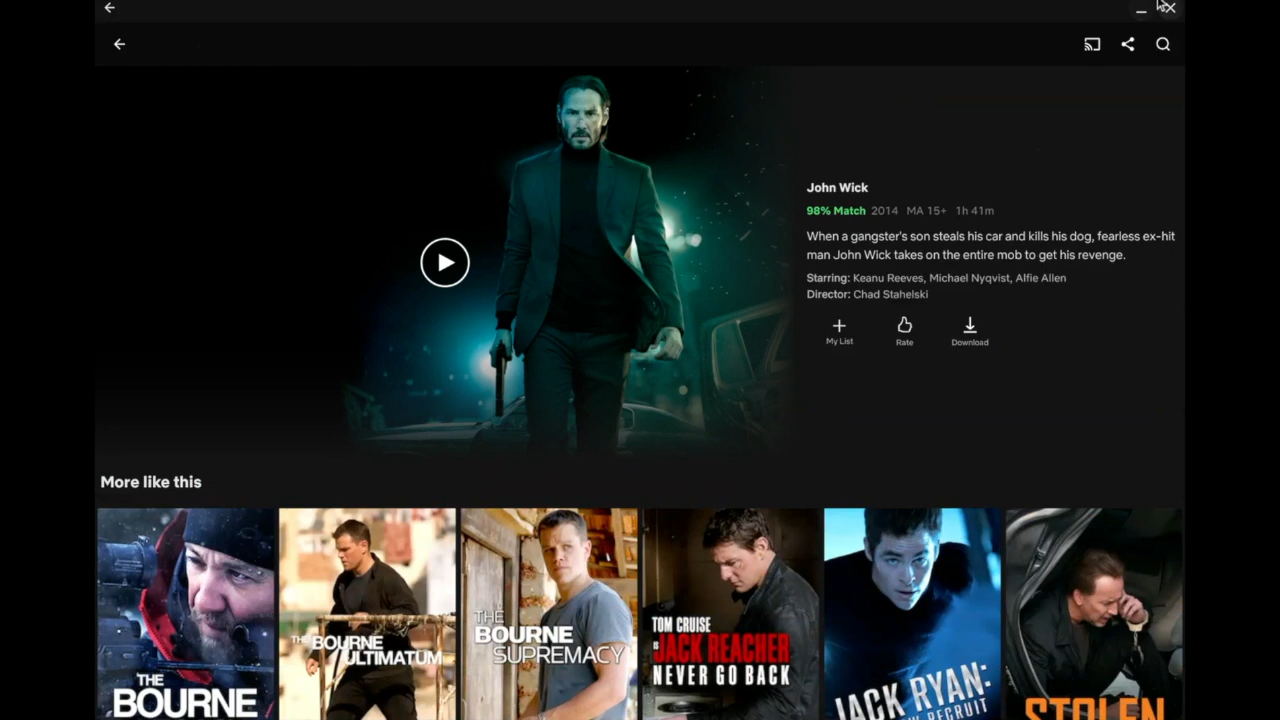 John Wick
98% Match 2014 MA 15+ 1h 41m
When a gangster's son steals his car and kills his dog, fearless ex-hit
man John Wick takes on the entire mob to get his revenge.
Starring: Keanu Reeves, Michael Nyqvist, Alfie Allen
Director: Chad Stahelski
My List
Rate
Download
More like this
THE
BOURNE
THE BOURNE
ULTIMATUM
THE
BOURNE
SUPREMACY
TOM CRUISE
IS JACK REACHER
NEVER GO BACK
JACK RYAN:
RECRUIT
STOLEN